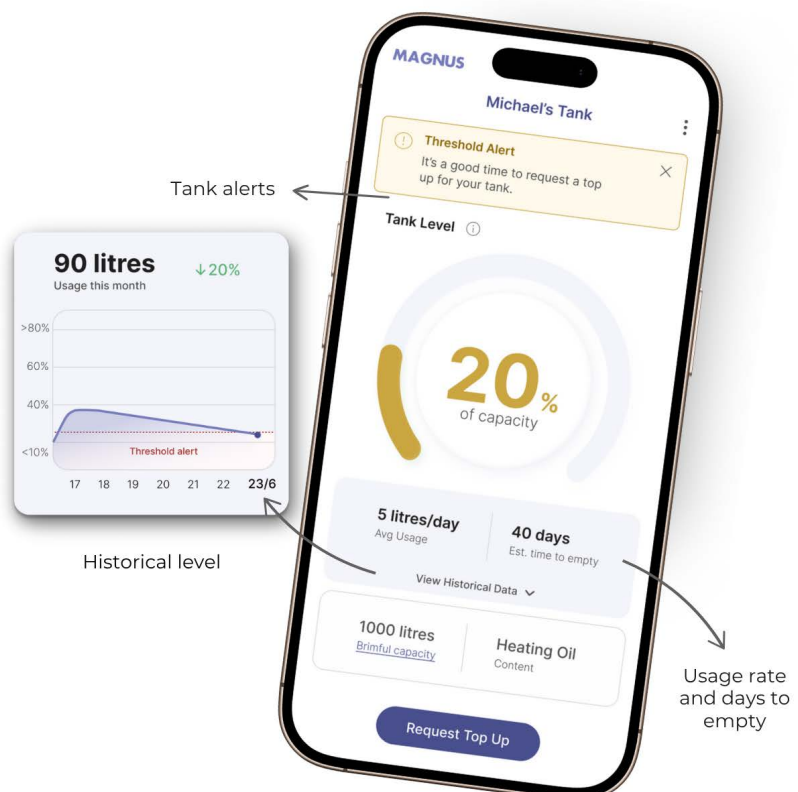 MAGNUS
Michael's Tank
Threshold Alert
It's a good time to request a top
up for your tank.
Tank alerts
Tank Level
90 litres
↓20%
Usage this month
>80%
60%
40%
<10%
Threshold alert
17 18 19 20 21 22 23/6
Historical level
20%
of capacity
5 litres/day
Avg Usage
40 days
Est. time to empty
View Historical Data
1000 litres
Brimful capacity
Heating Oil
Content
Usage rate
and days to
empty
Request Top Up